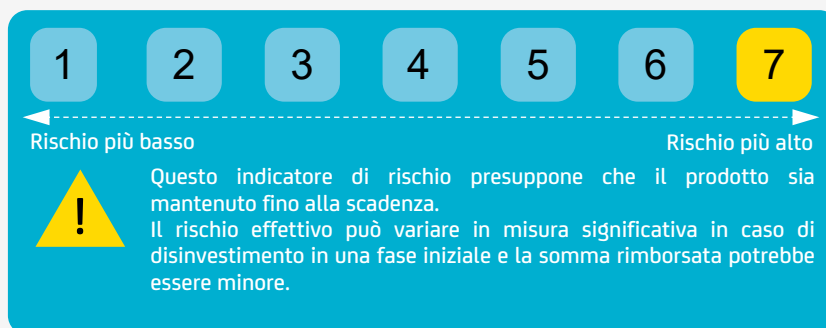 1 2 3 4 5 6 7
Rischio più basso Rischio più alto
Questo indicatore di rischio presuppone che il prodotto sia
mantenuto fino alla scadenza.
!
Il rischio effettivo può variare in misura significativa in caso di
disinvestimento in una fase iniziale e la somma rimborsata potrebbe
essere minore.